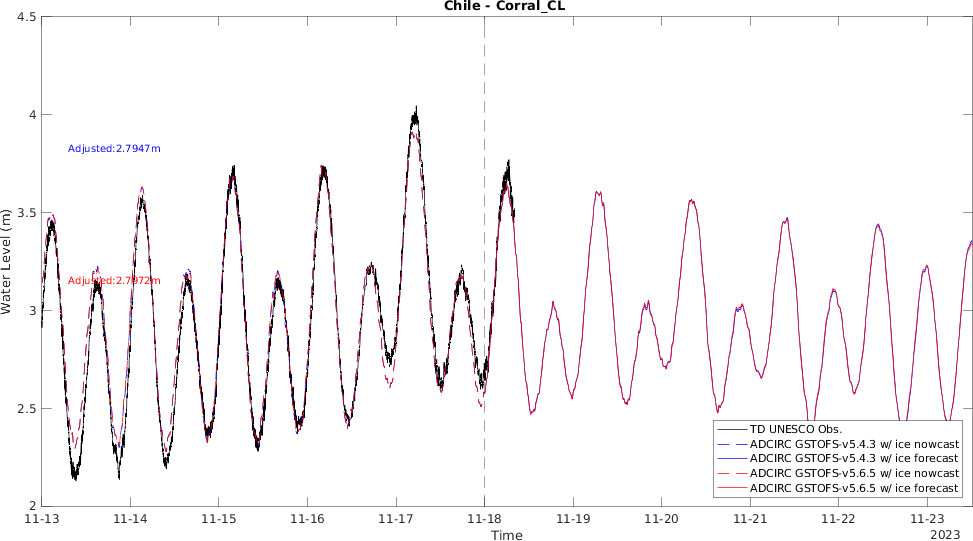 Chile - Corral_CL
4.5
4
3.5
3
2.5
2
Water Level (m)
Adjusted:2.7947m
Adjusted:2.7972m
TD UNESCO Obs.
ADCIRC GSTOFS-v5.4.3 w/ ice nowcast
ADCIRC GSTOFS-v5.4.3 w/ ice forecast
ADCIRC GSTOFS-v5.6.5 w/ ice nowcast
ADCIRC GSTOFS-v5.6.5 w/ ice forecast
11-13 11-14 11-15 11-16 11-17 11-18 11-19 11-20 11-21 11-22 11-23
Time
2023